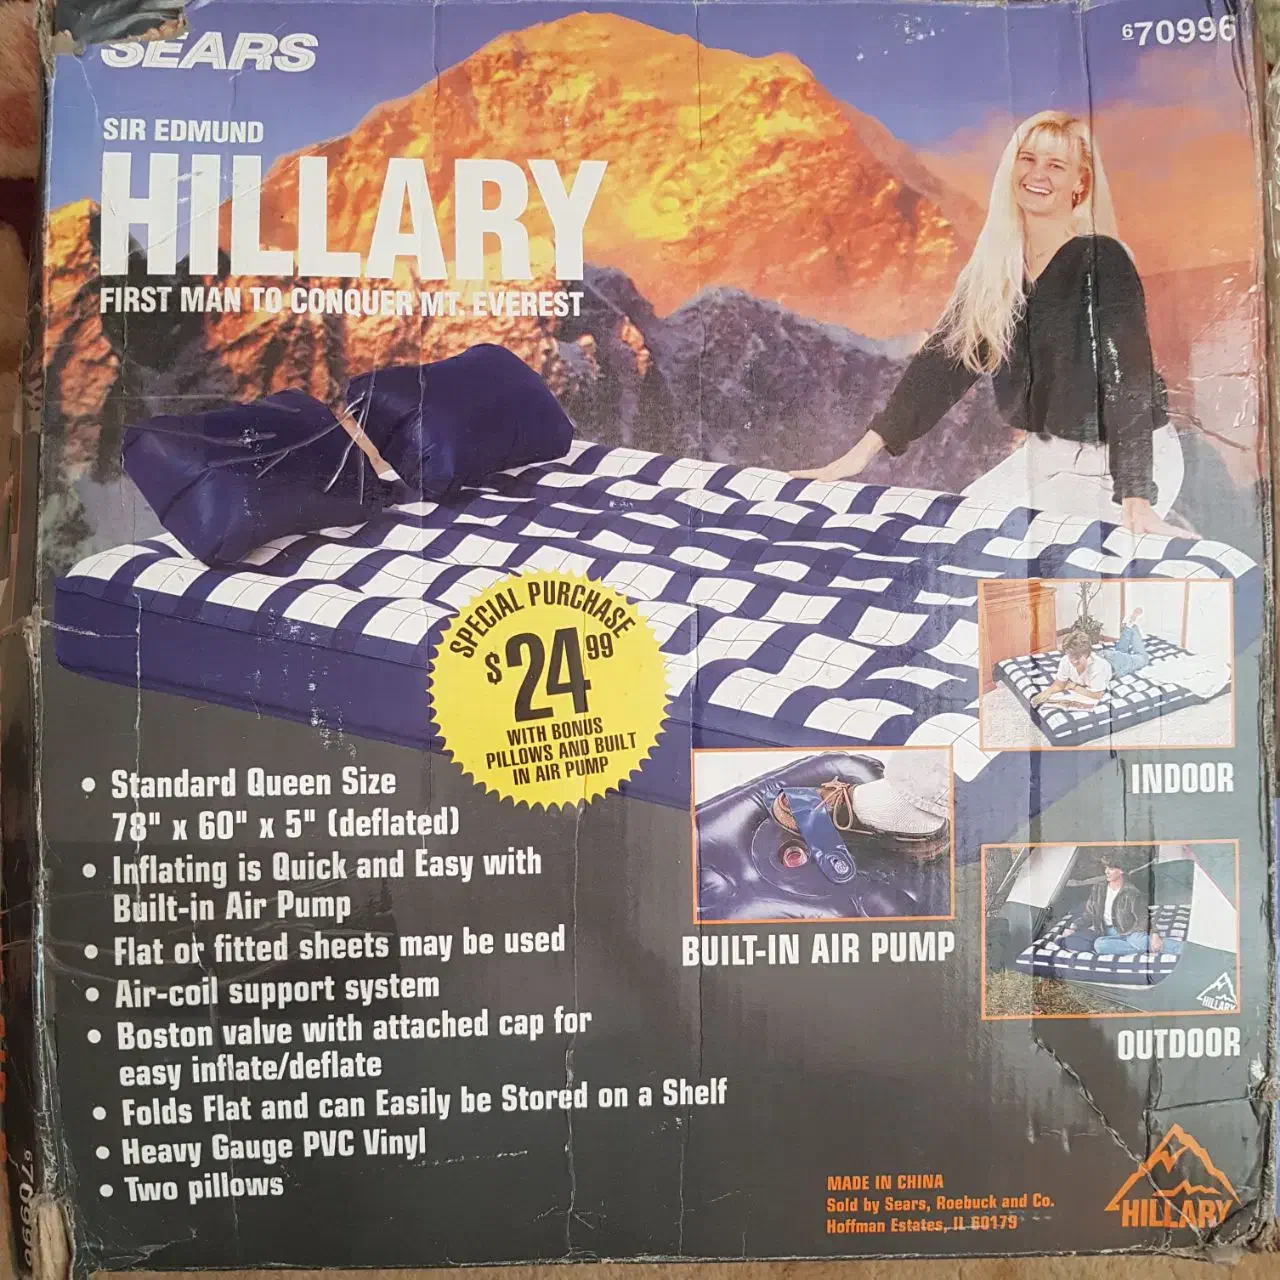 SEARS
670996
SIR EDMUND
HILLARY
FIRST MAN TO CONQUER MT. EVEREST
SPECIAL PURCHASE
$24.99
WITH BONUS
PILLOWS AND BUILT
IN AIR PUMP
• Standard Queen Size
78" x 60" x 5" (deflated)
• Inflating is Quick and Easy with
Built-in Air Pump
• Flat or fitted sheets may be used
• Air-coil support system
• Boston valve with attached cap for
easy inflate/deflate
• Folds Flat and can Easily be Stored on a Shelf
• Heavy Gauge PVC Vinyl
• Two pillows
INDOOR
BUILT-IN AIR PUMP
HILLARY
OUTDOOR
MADE IN CHINA
Sold by Sears, Roebuck and Co.
Hoffman Estates, IL 60179
HILLARY
670996